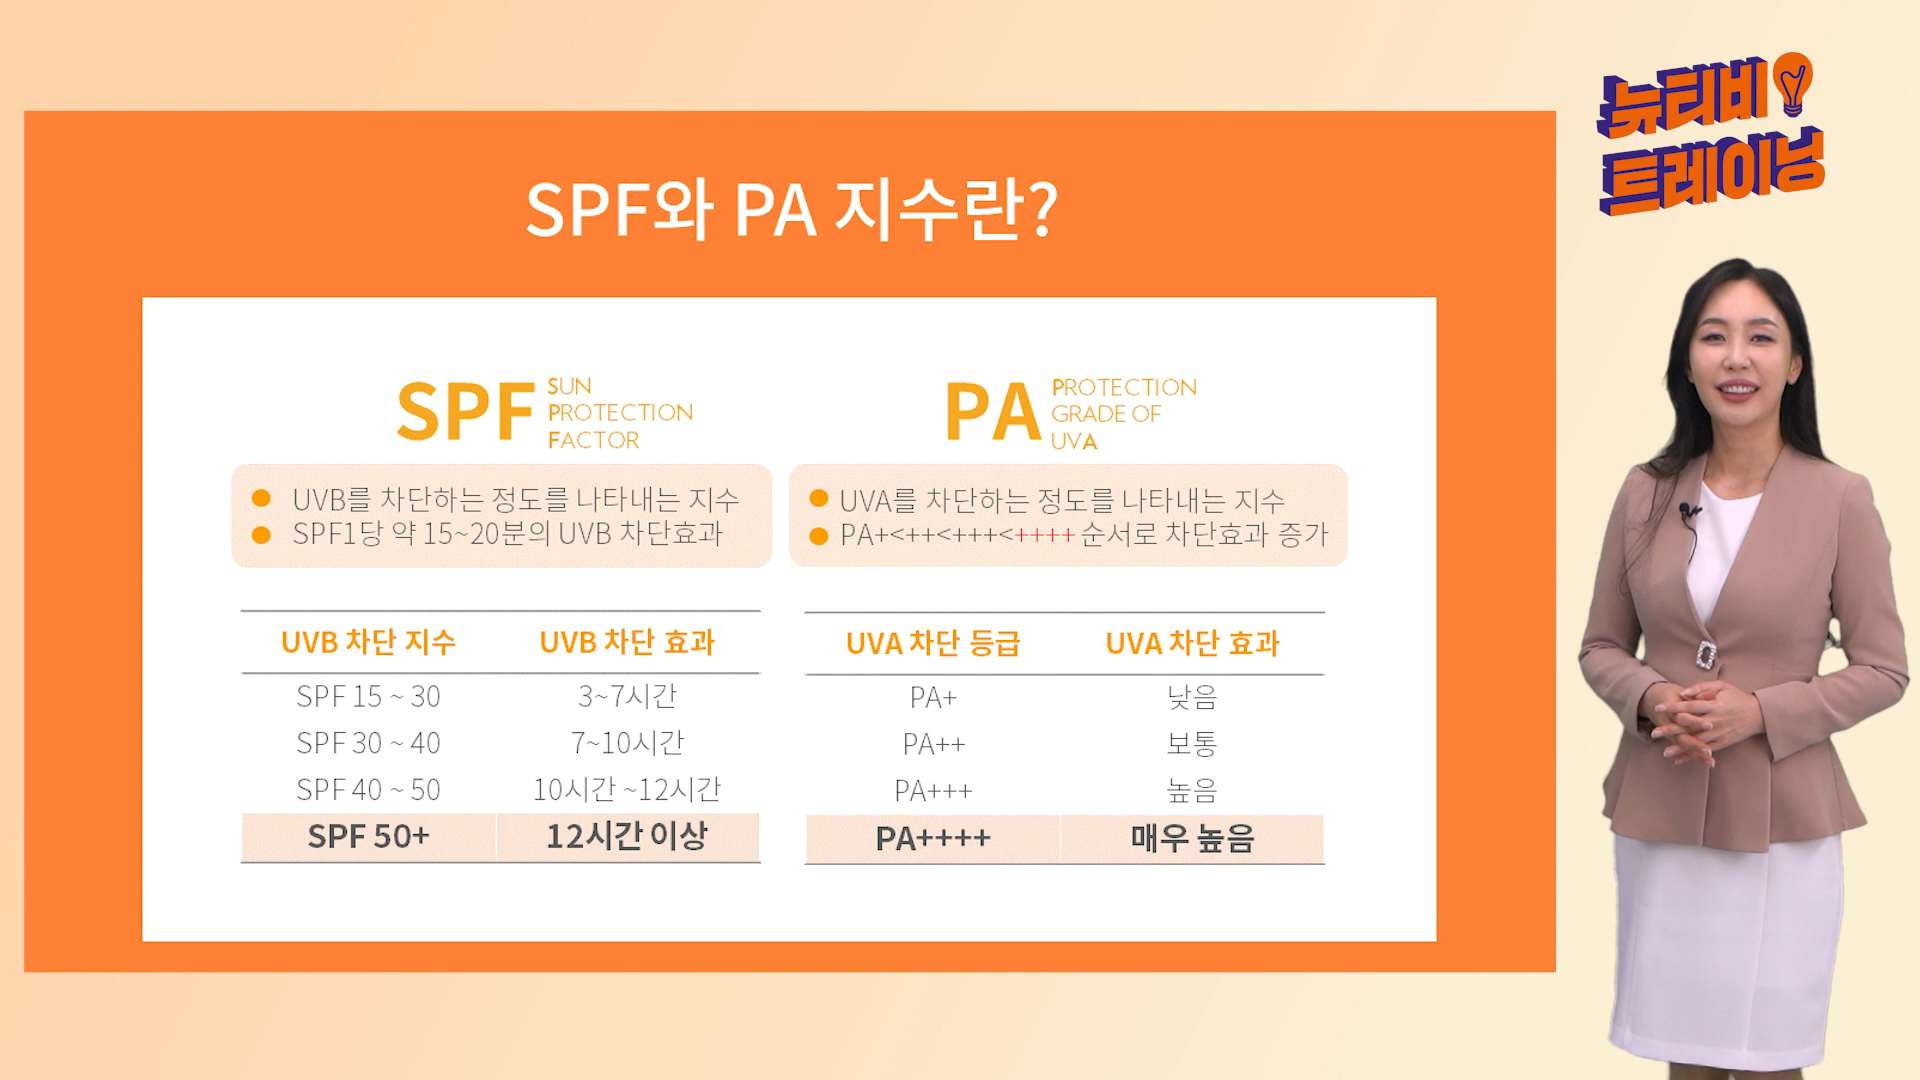 뉴티비
트레이닝
SPF와 PA 지수란?
SPF
SUN
PROTECTION
FACTOR
UVB를 차단하는 정도를 나타내는 지수
SPF1당 약 15~20분의 UVB 차단효과
UVB 차단 지수 UVB 차단 효과
SPF 15 ~ 30 3~7시간
SPF 30 ~ 40 7~10시간
SPF 40 ~ 50 10시간 ~12시간
SPF 50+ 12시간 이상
PA
PROTECTION
GRADE OF
UVA
UVA를 차단하는 정도를 나타내는 지수
PA+<++<+++<++++ 순서로 차단효과 증가
UVA 차단 등급 UVA 차단 효과
PA+ 낮음
PA++ 보통
PA+++ 높음
PA++++ 매우 높음